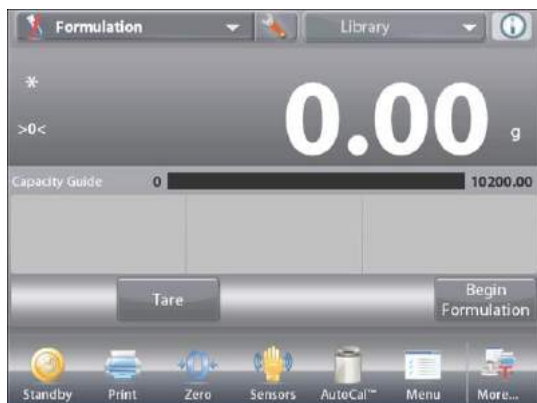 Formulation
Library
*
>0<
0.00 g
Capacity Guide 0 10200.00
Tare
Begin
Formulation
Standby Print Zero Sensors AutoCal™ Menu More...